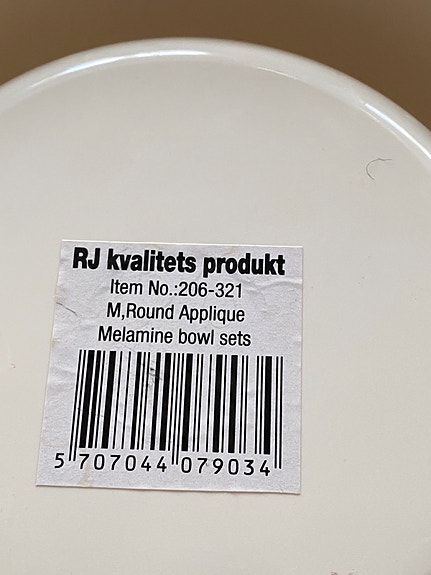 RJ kvalitets produkt
Item No.:206-321
M,Round Applique
Melamine bowl sets
5 707044 079034